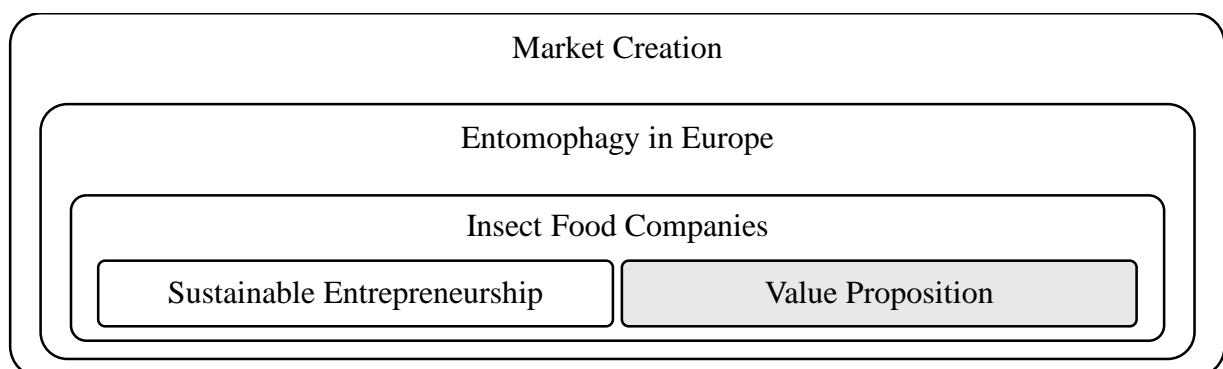 Market Creation
Entomophagy in Europe
Insect Food Companies
Sustainable Entrepreneurship
Value Proposition